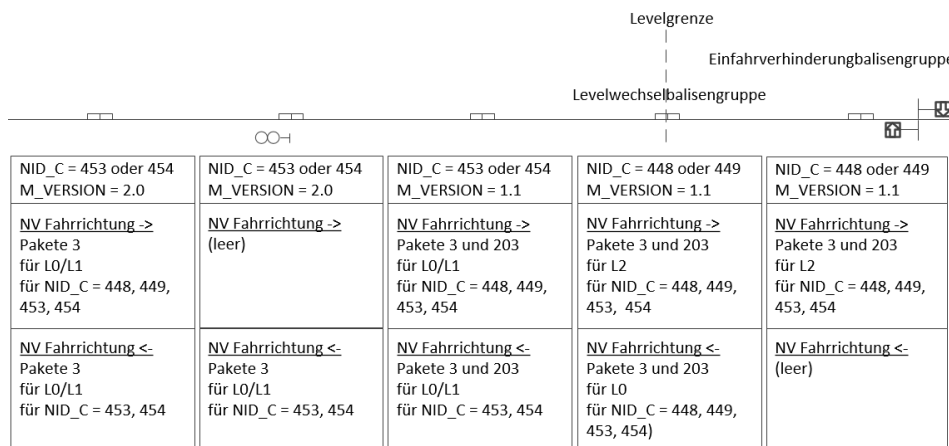 Levelgrenze
Einfahrverhinderungbalisengruppe
Levelwechselbalisengruppe
NID_C = 453 oder 454
M_VERSION = 2.0
NV Fahrrichtung ->
Pakete 3
für L0/L1
für NID_C = 448, 449,
453, 454
NV Fahrrichtung <-
Pakete 3
für L0/L1
für NID_C = 453, 454
NID_C = 453 oder 454
M_VERSION = 2.0
NV Fahrrichtung ->
(leer)
NV Fahrrichtung <-
Pakete 3
für L0/L1
für NID_C = 453, 454
NID_C = 453 oder 454
M_VERSION = 1.1
NV Fahrrichtung ->
Pakete 3 und 203
für L0/L1
für NID_C = 448, 449,
453, 454
NV Fahrrichtung <-
Pakete 3 und 203
für L0/L1
für NID_C = 453, 454
NID_C = 448 oder 449
M_VERSION = 1.1
NV Fahrrichtung ->
Pakete 3 und 203
für L2
für NID_C = 448, 449,
453, 454
NV Fahrrichtung <-
Pakete 3 und 203
für L0
für NID_C = 448, 449,
453, 454)
NID_C = 448 oder 449
M_VERSION = 1.1
NV Fahrrichtung ->
Pakete 3 und 203
für L2
für NID_C = 448, 449,
453, 454
NV Fahrrichtung <-
(leer)